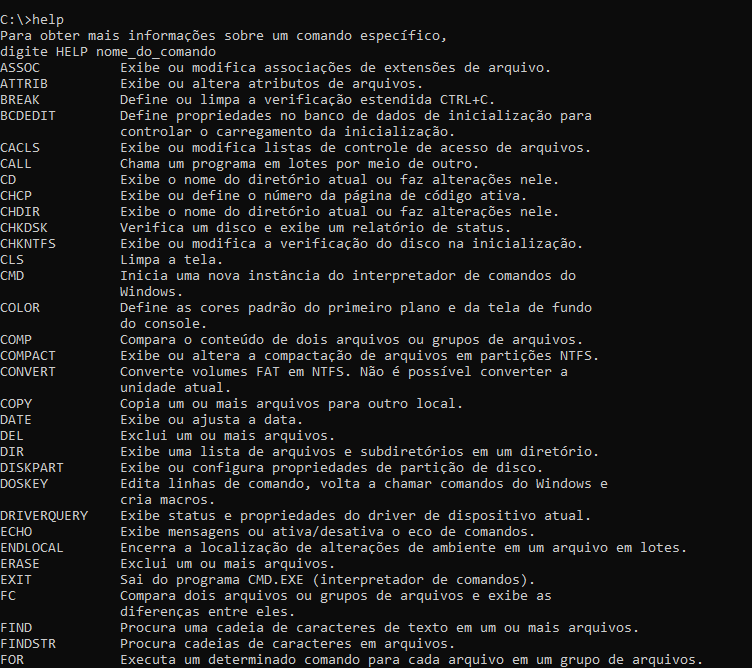 C:\>help
Para obter mais informações sobre um comando específico,
digite HELP nome_do_comando
ASSOC          Exibe ou modifica associações de extensões de arquivo.
ATTRIB         Exibe ou altera atributos de arquivos.
BREAK          Define ou limpa a verificação estendida CTRL+C.
BCDEDIT        Define propriedades no banco de dados de inicialização para
               controlar o carregamento da inicialização.
CACLS          Exibe ou modifica listas de controle de acesso de arquivos.
CALL           Chama um programa em lotes por meio de outro.
CD             Exibe o nome do diretório atual ou faz alterações nele.
CHCP           Exibe ou define o número da página de código ativa.
CHDIR          Exibe o nome do diretório atual ou faz alterações nele.
CHKDSK         Verifica um disco e exibe um relatório de status.
CHKNTFS        Exibe ou modifica a verificação do disco na inicialização.
CLS            Limpa a tela.
CMD            Inicia uma nova instância do interpretador de comandos do
               Windows.
COLOR          Define as cores padrão do primeiro plano e da tela de fundo
               do console.
COMP           Compara o conteúdo de dois arquivos ou grupos de arquivos.
COMPACT        Exibe ou altera a compactação de arquivos em partições NTFS.
CONVERT        Converte volumes FAT em NTFS. Não é possível converter a
               unidade atual.
COPY           Copia um ou mais arquivos para outro local.
DATE           Exibe ou ajusta a data.
DEL            Exclui um ou mais arquivos.
DIR            Exibe uma lista de arquivos e subdiretórios em um diretório.
DISKPART       Exibe ou configura propriedades de partição de disco.
DOSKEY         Edita linhas de comando, volta a chamar comandos do Windows e
               cria macros.
DRIVERQUERY    Exibe status e propriedades do driver de dispositivo atual.
ECHO           Exibe mensagens ou ativa/desativa o eco de comandos.
ENDLOCAL       Encerra a localização de alterações de ambiente em um arquivo em lotes.
ERASE          Exclui um ou mais arquivos.
EXIT           Sai do programa CMD.EXE (interpretador de comandos).
FC             Compara dois arquivos ou grupos de arquivos e exibe as
               diferenças entre eles.
FIND           Procura uma cadeia de caracteres de texto em um ou mais arquivos.
FINDSTR        Procura cadeias de caracteres em arquivos.
FOR            Executa um determinado comando para cada arquivo em um grupo de arquivos.